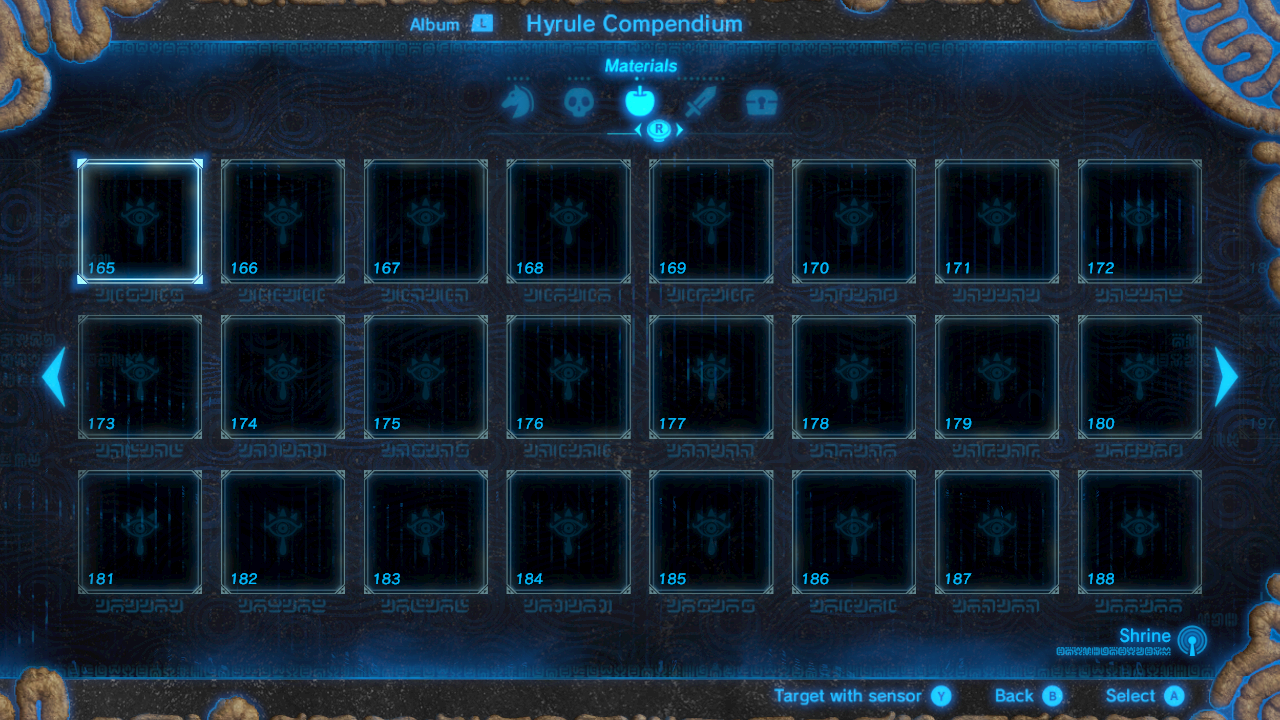 Album L Hyrule Compendium
Materials
R
165 166 167 168 169 170 171 172
173 174 175 176 177 178 179 180
197
181 182 183 184 185 186 187 188
Shrine
Target with sensor Y Back B Select A